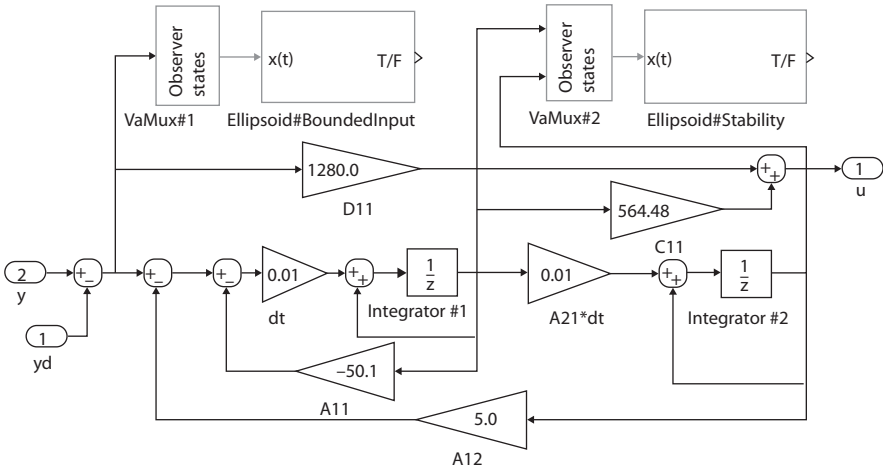 Observer
states
x(t)
T/F
VaMux#1
Ellipsoid#BoundedInput
Observer
states
x(t)
T/F
VaMux#2
Ellipsoid#Stability
1280.0
D11
+
+
1
u
564.48
C11
2
y
+
−
+
−
+
−
0.01
dt
+
+
1
z
Integrator #1
0.01
A21*dt
+
+
1
z
Integrator #2
1
yd
−50.1
A11
5.0
A12